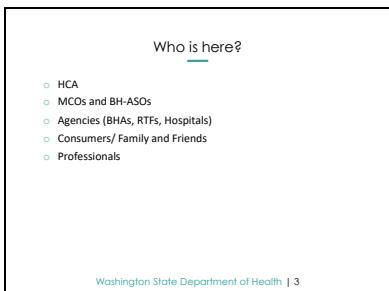 Who is here?
HCA
MCOs and BH-ASOs
Agencies (BHAs, RTFs, Hospitals)
Consumers/ Family and Friends
Professionals
Washington State Department of Health | 3